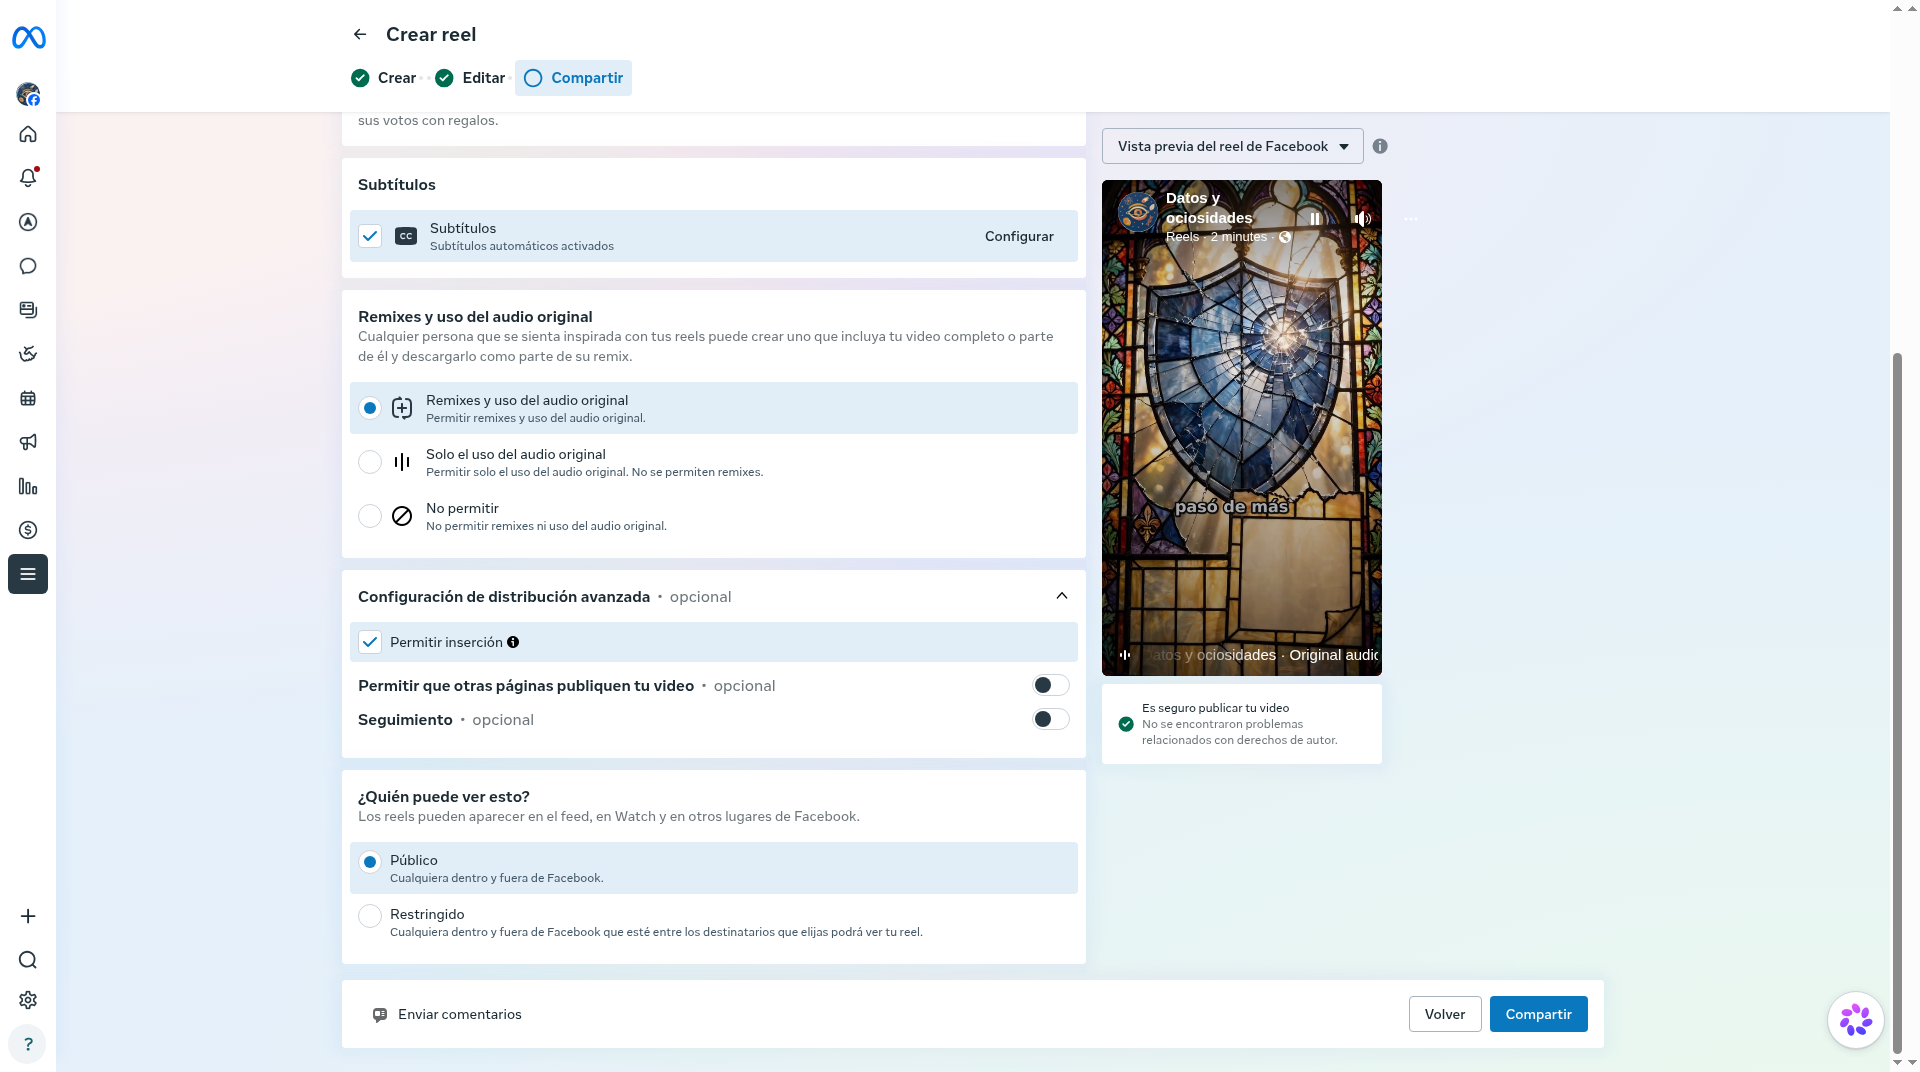 Crear reel
Crear
Editar
Compartir
sus votos con regalos.
Subtítulos
CC
Subtítulos
Subtítulos automáticos activados
Configurar
Remixes y uso del audio original
Cualquier persona que se sienta inspirada con tus reels puede crear uno que incluya tu video completo o parte
de él y descargarlo como parte de su remix.
Remixes y uso del audio original
Permitir remixes y uso del audio original.
Solo el uso del audio original
Permitir solo el uso del audio original. No se permiten remixes.
No permitir
No permitir remixes ni uso del audio original.
Configuración de distribución avanzada • opcional
Permitir inserción
Permitir que otras páginas publiquen tu video • opcional
Seguimiento • opcional
¿Quién puede ver esto?
Los reels pueden aparecer en el feed, en Watch y en otros lugares de Facebook.
Público
Cualquiera dentro y fuera de Facebook.
Restringido
Cualquiera dentro y fuera de Facebook que esté entre los destinatarios que elijas podrá ver tu reel.
Enviar comentarios
Volver
Compartir
Vista previa del reel de Facebook
Datos y
ociosidades
Reels · 2 minutes ·
pasó de más
Datos y ociosidades · Original audio
Es seguro publicar tu video
No se encontraron problemas
relacionados con derechos de autor.
?